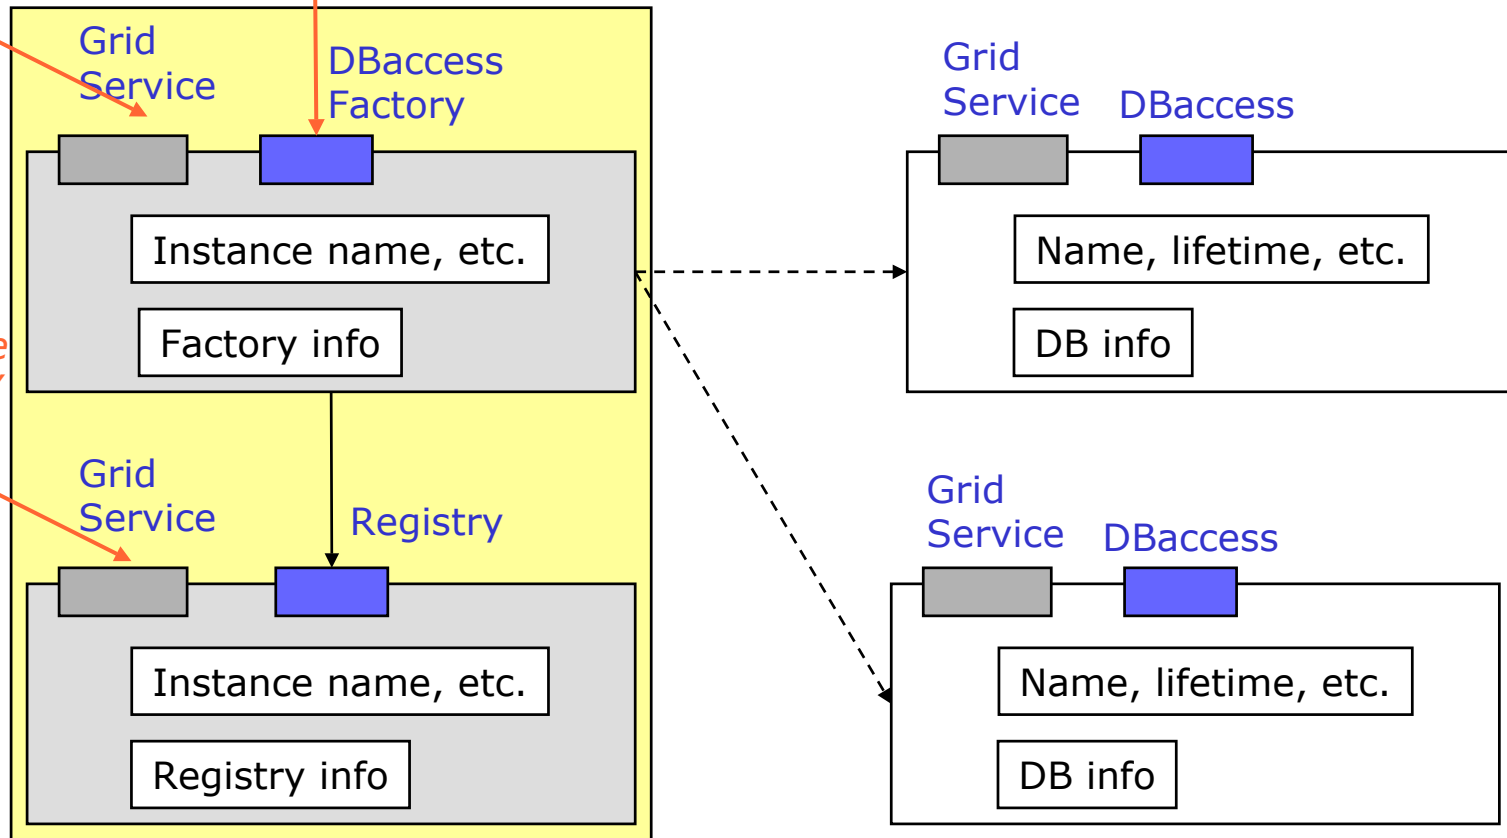 Grid
Service
DBaccess
Factory
Instance name, etc.
Factory info
Grid
Service
Registry
Instance name, etc.
Registry info
Grid
Service
DBaccess
Name, lifetime, etc.
DB info
Grid
Service
DBaccess
Name, lifetime, etc.
DB info